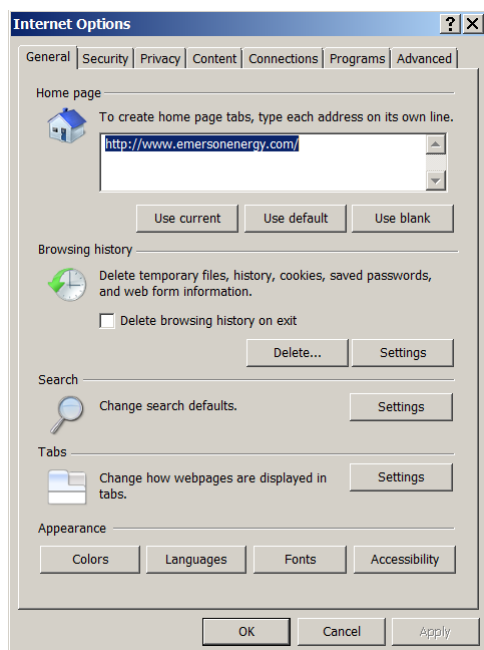 Internet Options ? X
General Security Privacy Content Connections Programs Advanced
Home page
To create home page tabs, type each address on its own line.
http://www.emersonenergy.com/
Use current Use default Use blank
Browsing history
Delete temporary files, history, cookies, saved passwords,
and web form information.
Delete browsing history on exit
Delete... Settings
Search
Change search defaults. Settings
Tabs
Change how webpages are displayed in
tabs.
Settings
Appearance
Colors Languages Fonts Accessibility
OK Cancel Apply